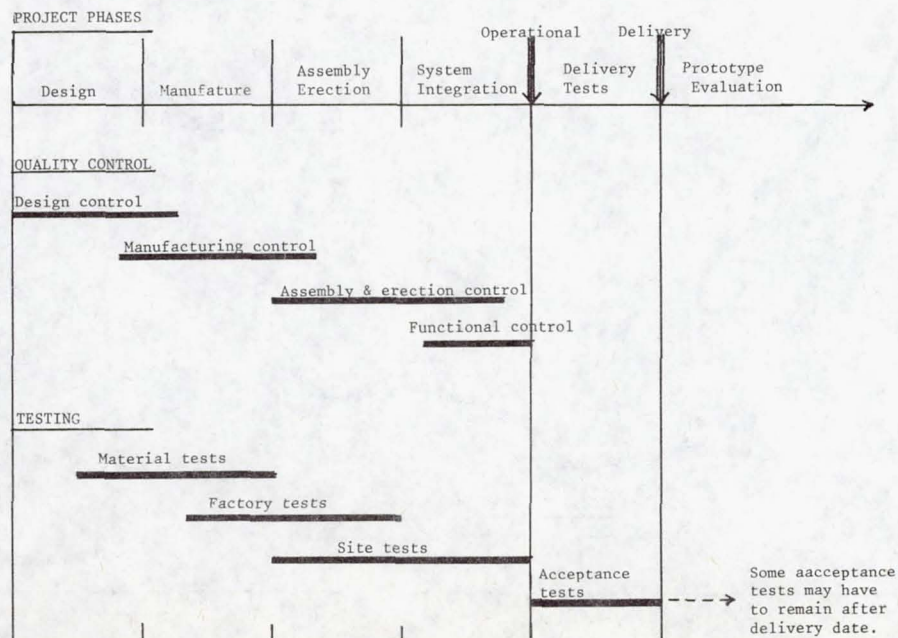 PROJECT PHASES
Operational
Delivery
Design
Manufature
Assembly
Erection
System
Integration
Delivery
Tests
Prototype
Evaluation
QUALITY CONTROL
Design control
Manufacturing control
Assembly & erection control
Functional control
TESTING
Material tests
Factory tests
Site tests
Acceptance
tests
Some aacceptance
tests may have
to remain after
delivery date.